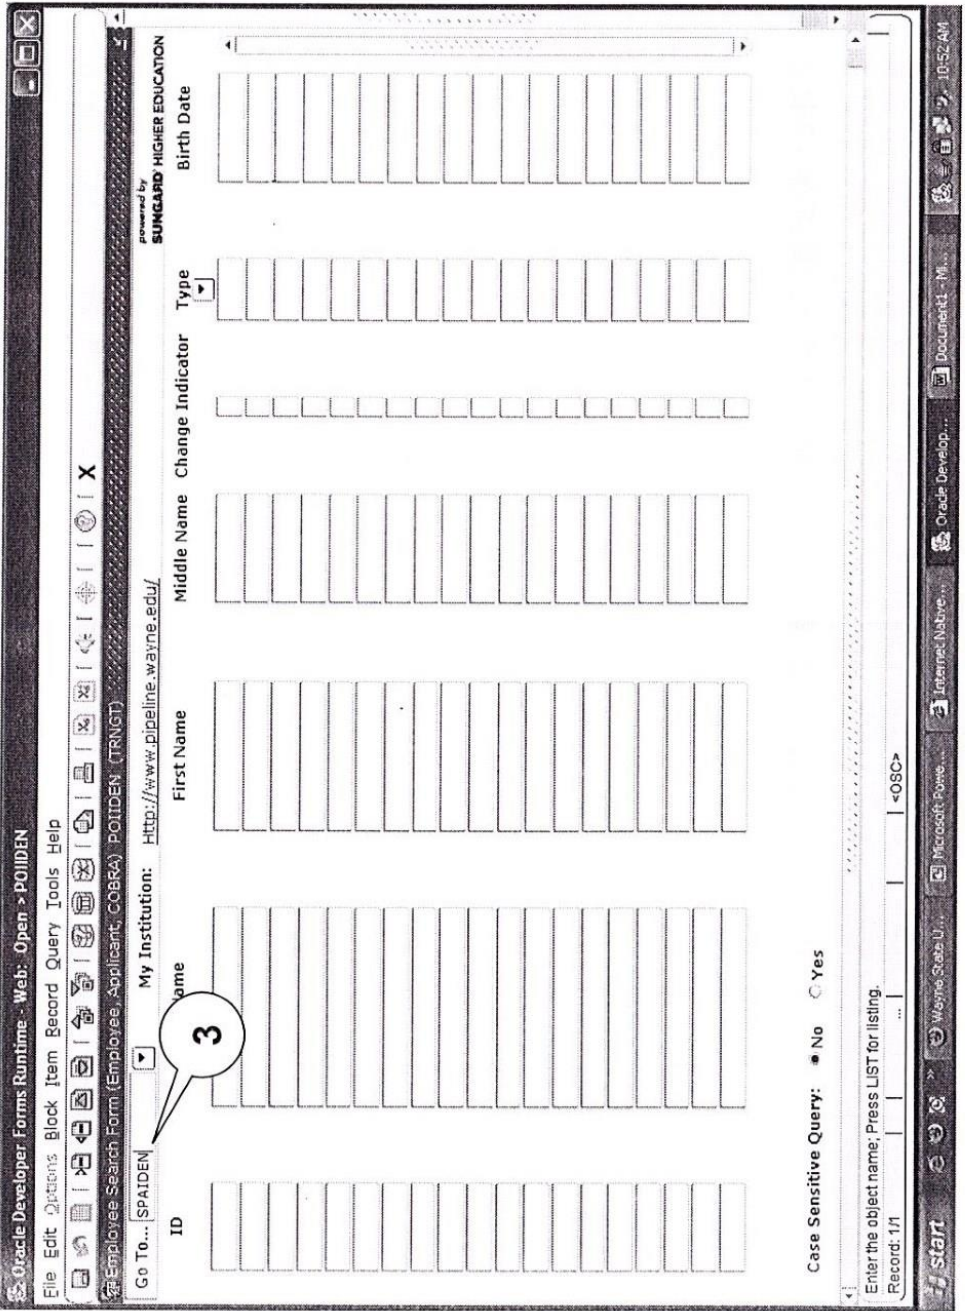 Oracle Developer Forms Runtime - Web: Open > POIIDEN
File Edit Options Block Item Record Query Tools Help
X
Employee Search Form (Employee, Applicant, COBRA) POIIDEN (TRNGT)
Go To... SPAIDEN My Institution: Http://www.pipeline.wayne.edu/
powered by
SUNGARD' HIGHER EDUCATION
3
ID Name First Name Middle Name Change Indicator Type Birth Date
Case Sensitive Query: No Yes
Enter the object name; Press LIST for listing.
Record: 1/1 ... <OSC>
start » Wayne State U... Microsoft Powe... Internet Native ... Oracle Develop... Document1 - Mi... 10:52 AM